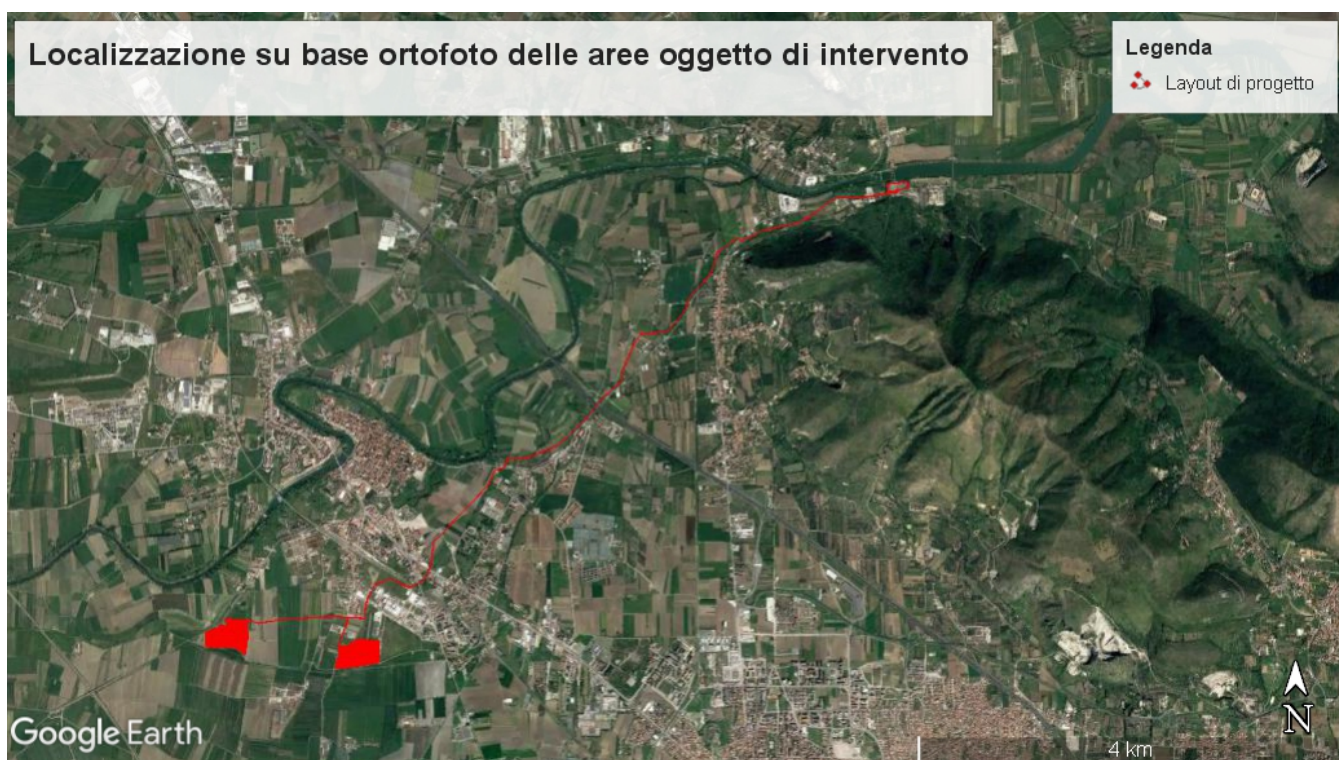 Localizzazione su base ortofoto delle aree oggetto di intervento
Legenda
Layout di progetto
N
Google Earth
4 km